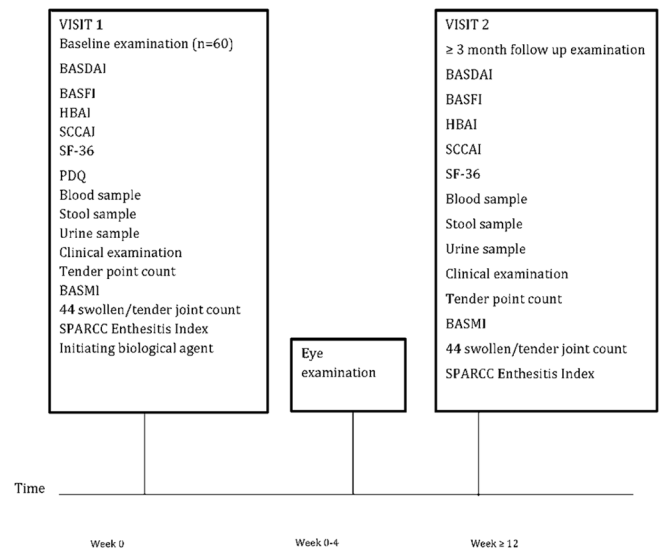 VISIT 1
Baseline examination (n=60)
BASDAI
BASFI
HBAI
SCCAI
SF-36
PDQ
Blood sample
Stool sample
Urine sample
Clinical examination
Tender point count
BASMI
44 swollen/tender joint count
SPARCC Enthesitis Index
Initiating biological agent
Eye
examination
VISIT 2
≥ 3 month follow up examination
BASDAI
BASFI
HBAI
SCCAI
SF-36
Blood sample
Stool sample
Urine sample
Clinical examination
Tender point count
BASMI
44 swollen/tender joint count
SPARCC Enthesitis Index
Time
Week 0
Week 0-4
Week ≥ 12